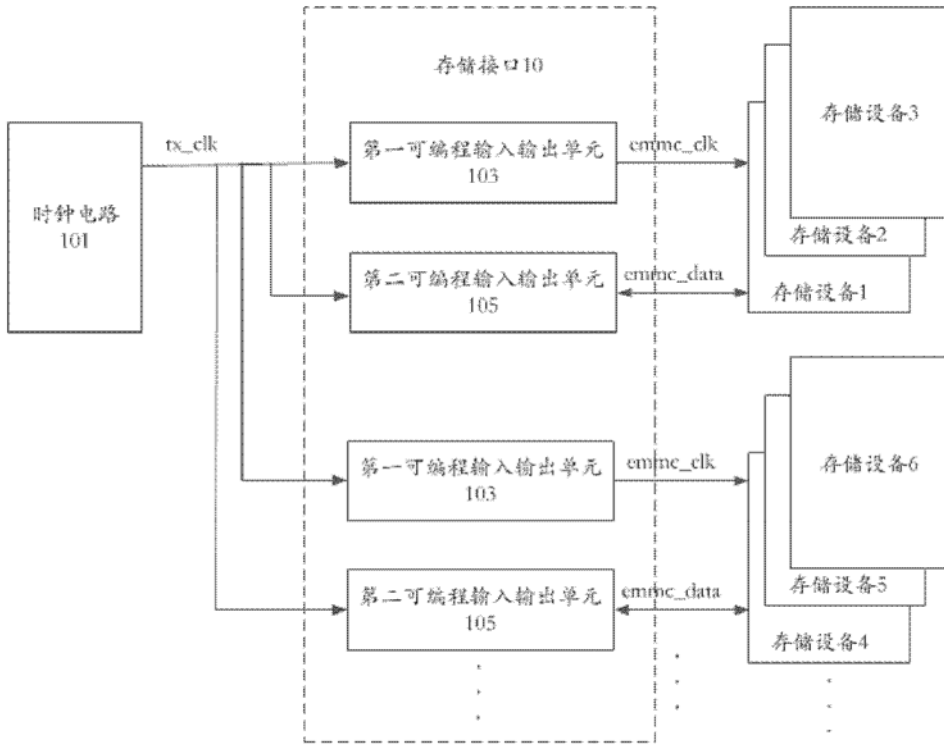 存储接口10
时钟电路
101
tx_clk
第一可编程输入输出单元
103
emmc_clk
存储设备3
存储设备2
存储设备1
第二可编程输入输出单元
105
emmc_data
第一可编程输入输出单元
103
emmc_clk
存储设备6
存储设备5
存储设备4
第二可编程输入输出单元
105
emmc_data